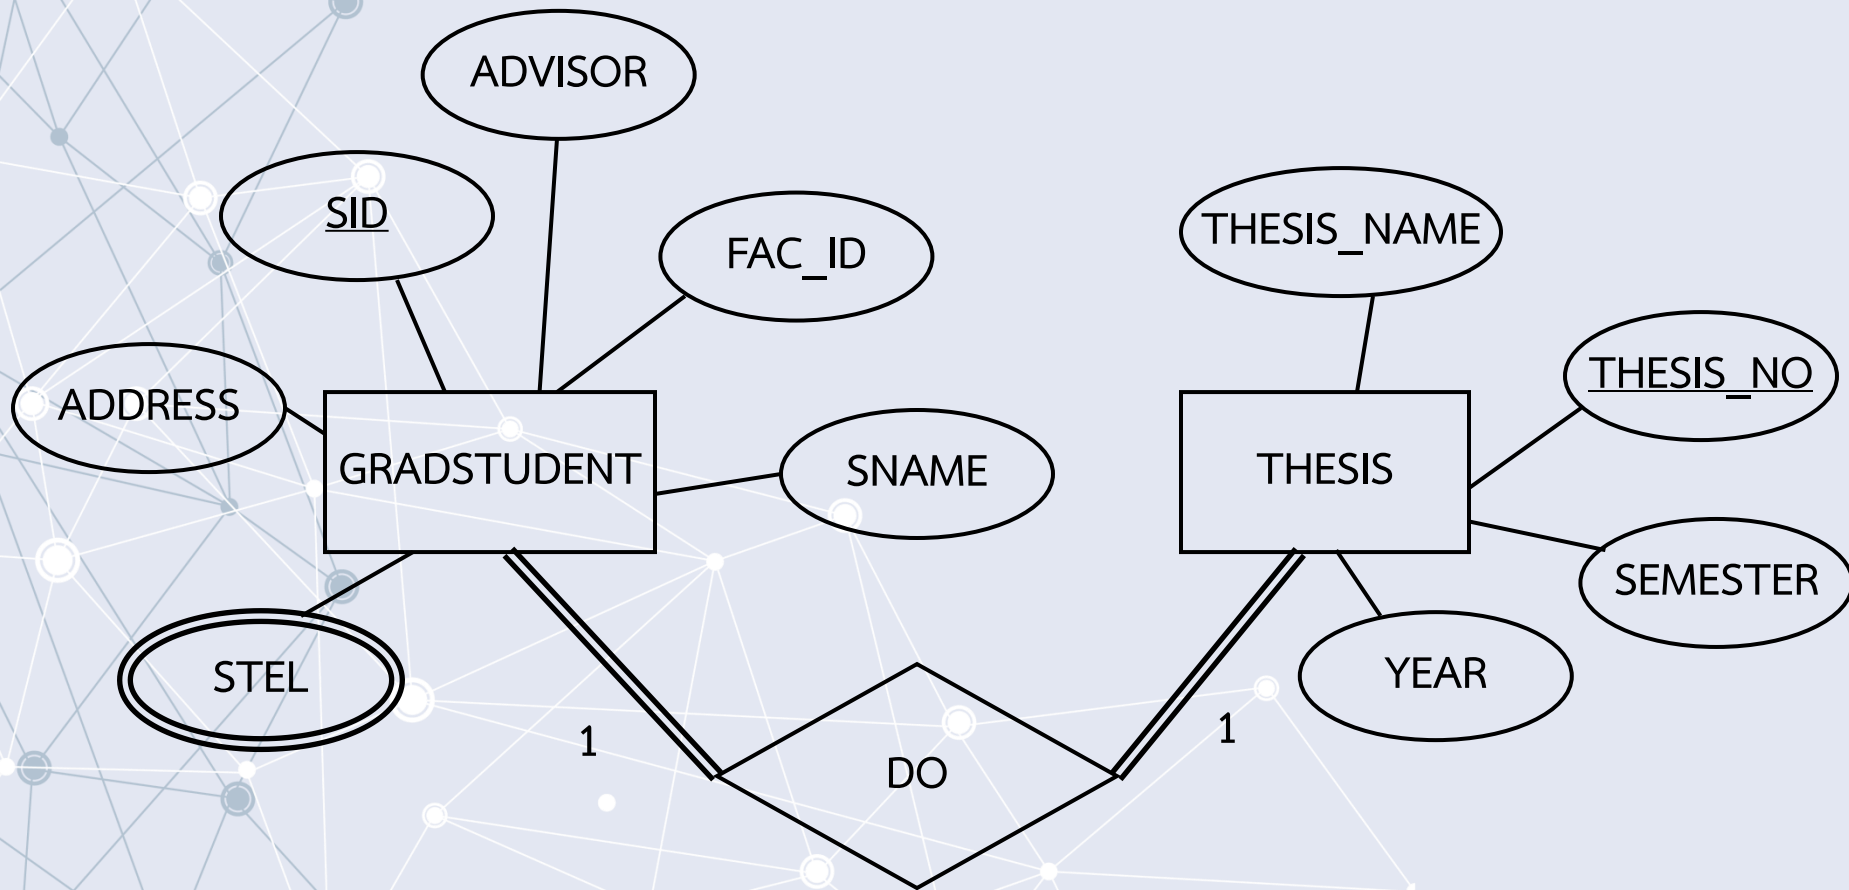 ADVISOR
SID
FAC_ID
THESIS_NAME
THESIS_NO
ADDRESS
GRADSTUDENT
SNAME
THESIS
SEMESTER
STEL
YEAR
1
1
DO